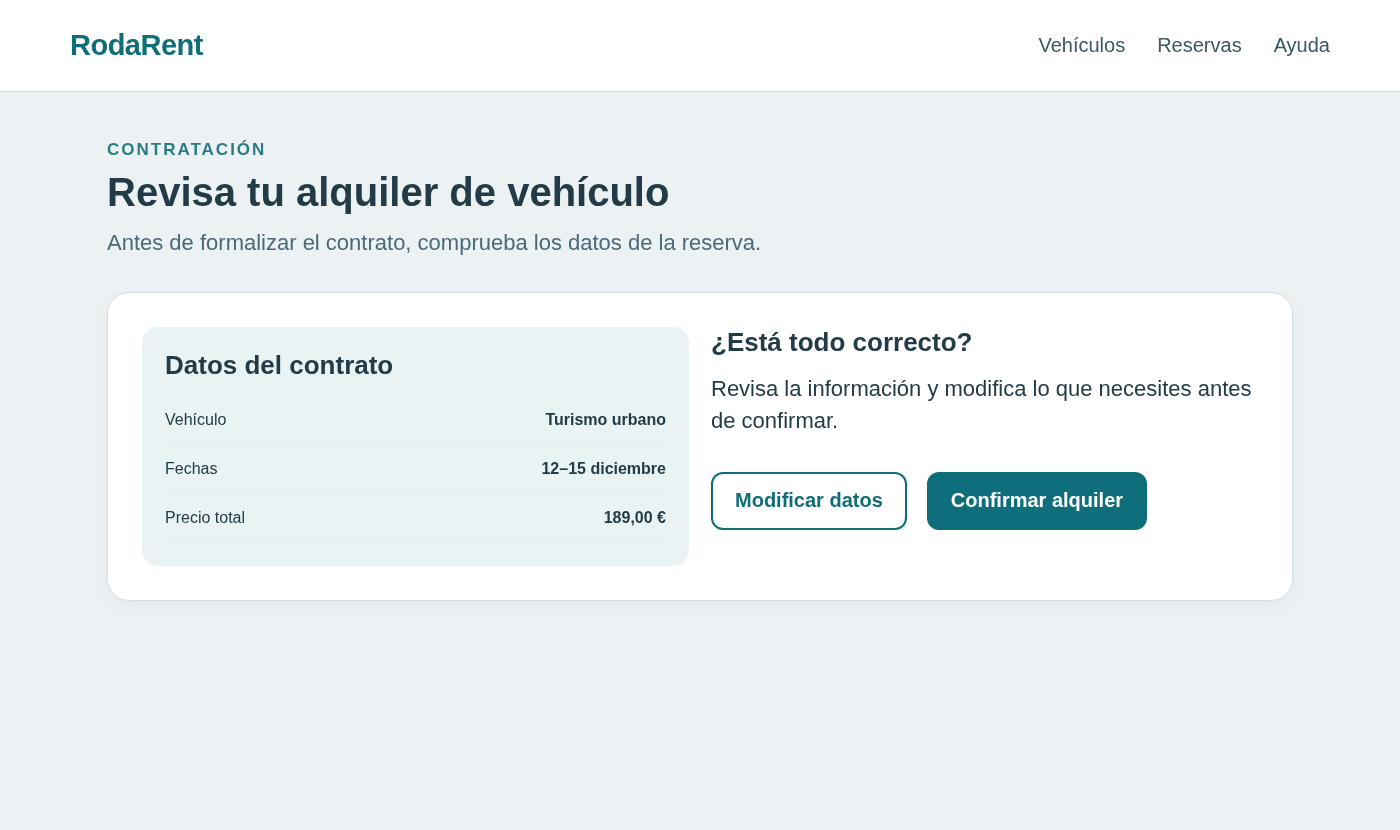 RodaRent
Vehículos Reservas Ayuda
CONTRATACIÓN
Revisa tu alquiler de vehículo
Antes de formalizar el contrato, comprueba los datos de la reserva.
Datos del contrato
Vehículo Turismo urbano
Fechas 12–15 diciembre
Precio total 189,00 €
¿Está todo correcto?
Revisa la información y modifica lo que necesites antes
de confirmar.
Modificar datos Confirmar alquiler